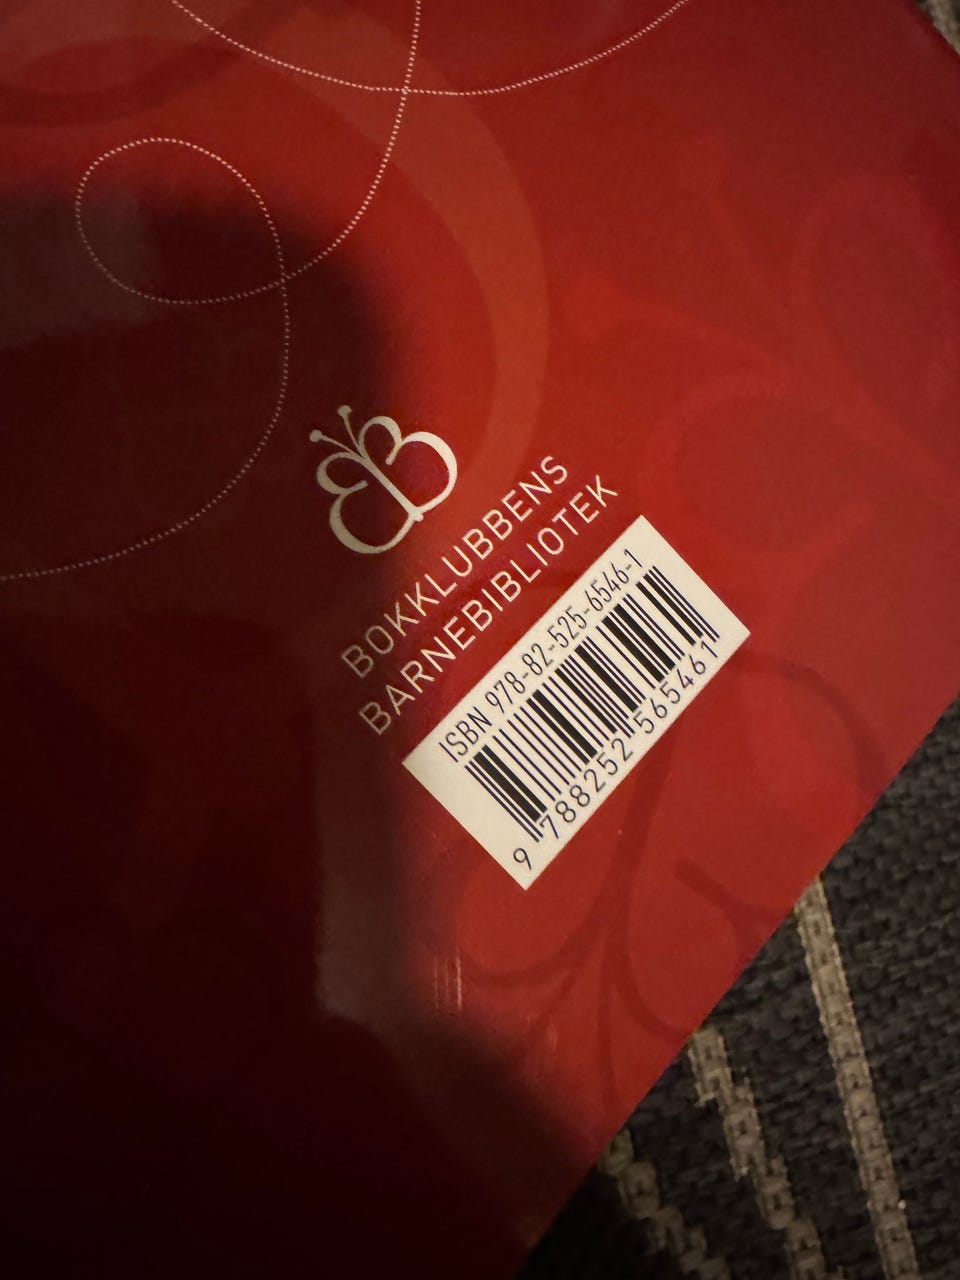 BOKKLUBBENS
BARNEBIBLIOTEK
ISBN 978-82-525-6546-1
9 788252 565461